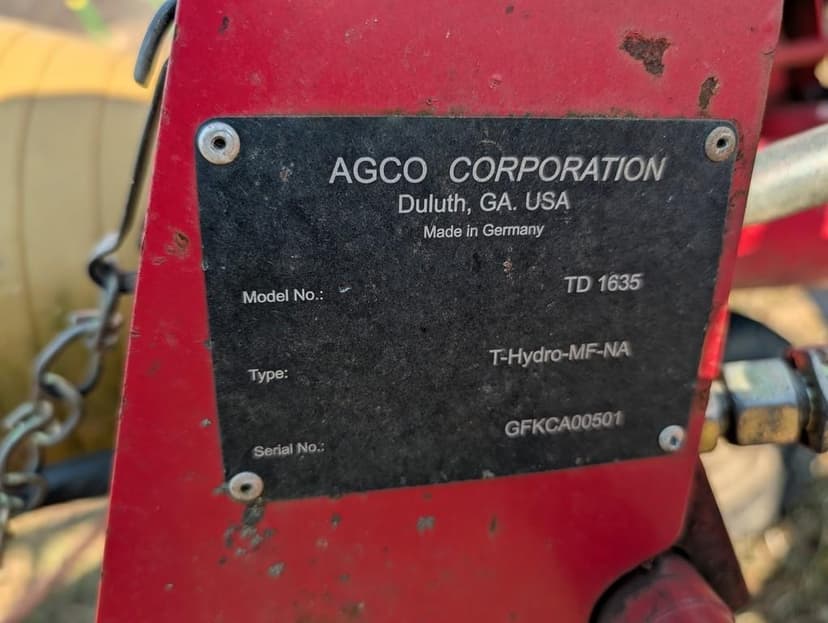 AGCO CORPORATION
Duluth, GA. USA
Made in Germany
Model No.: TD 1635
Type: T-Hydro-MF-NA
Serial No.: GFKCA00501